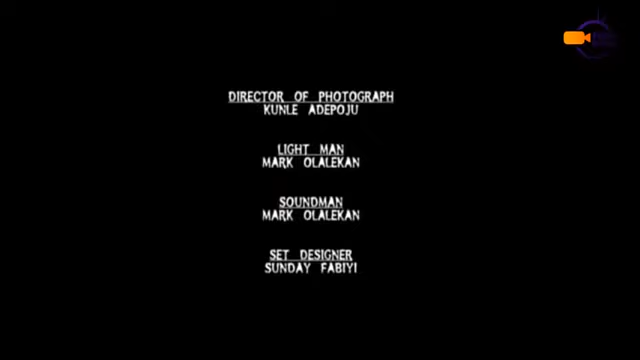 DIRECTOR OF PHOTOGRAPH
KUNLE ADEPOJU
LIGHT MAN
MARK OLALEKAN
SOUNDMAN
MARK OLALEKAN
SET DESIGNER
SUNDAY FABIYI